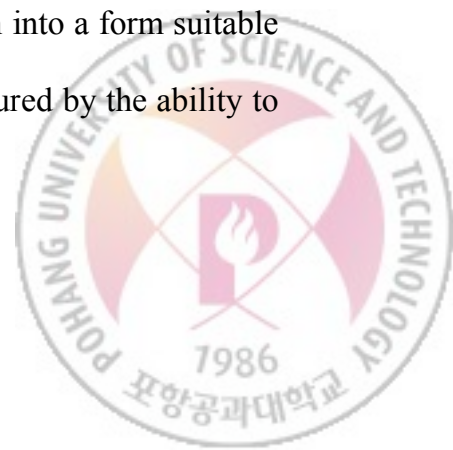 n into a form suitable
ured by the ability to
POHANG UNIVERSITY OF SCIENCE AND TECHNOLOGY
P
1986
포항공과대학교